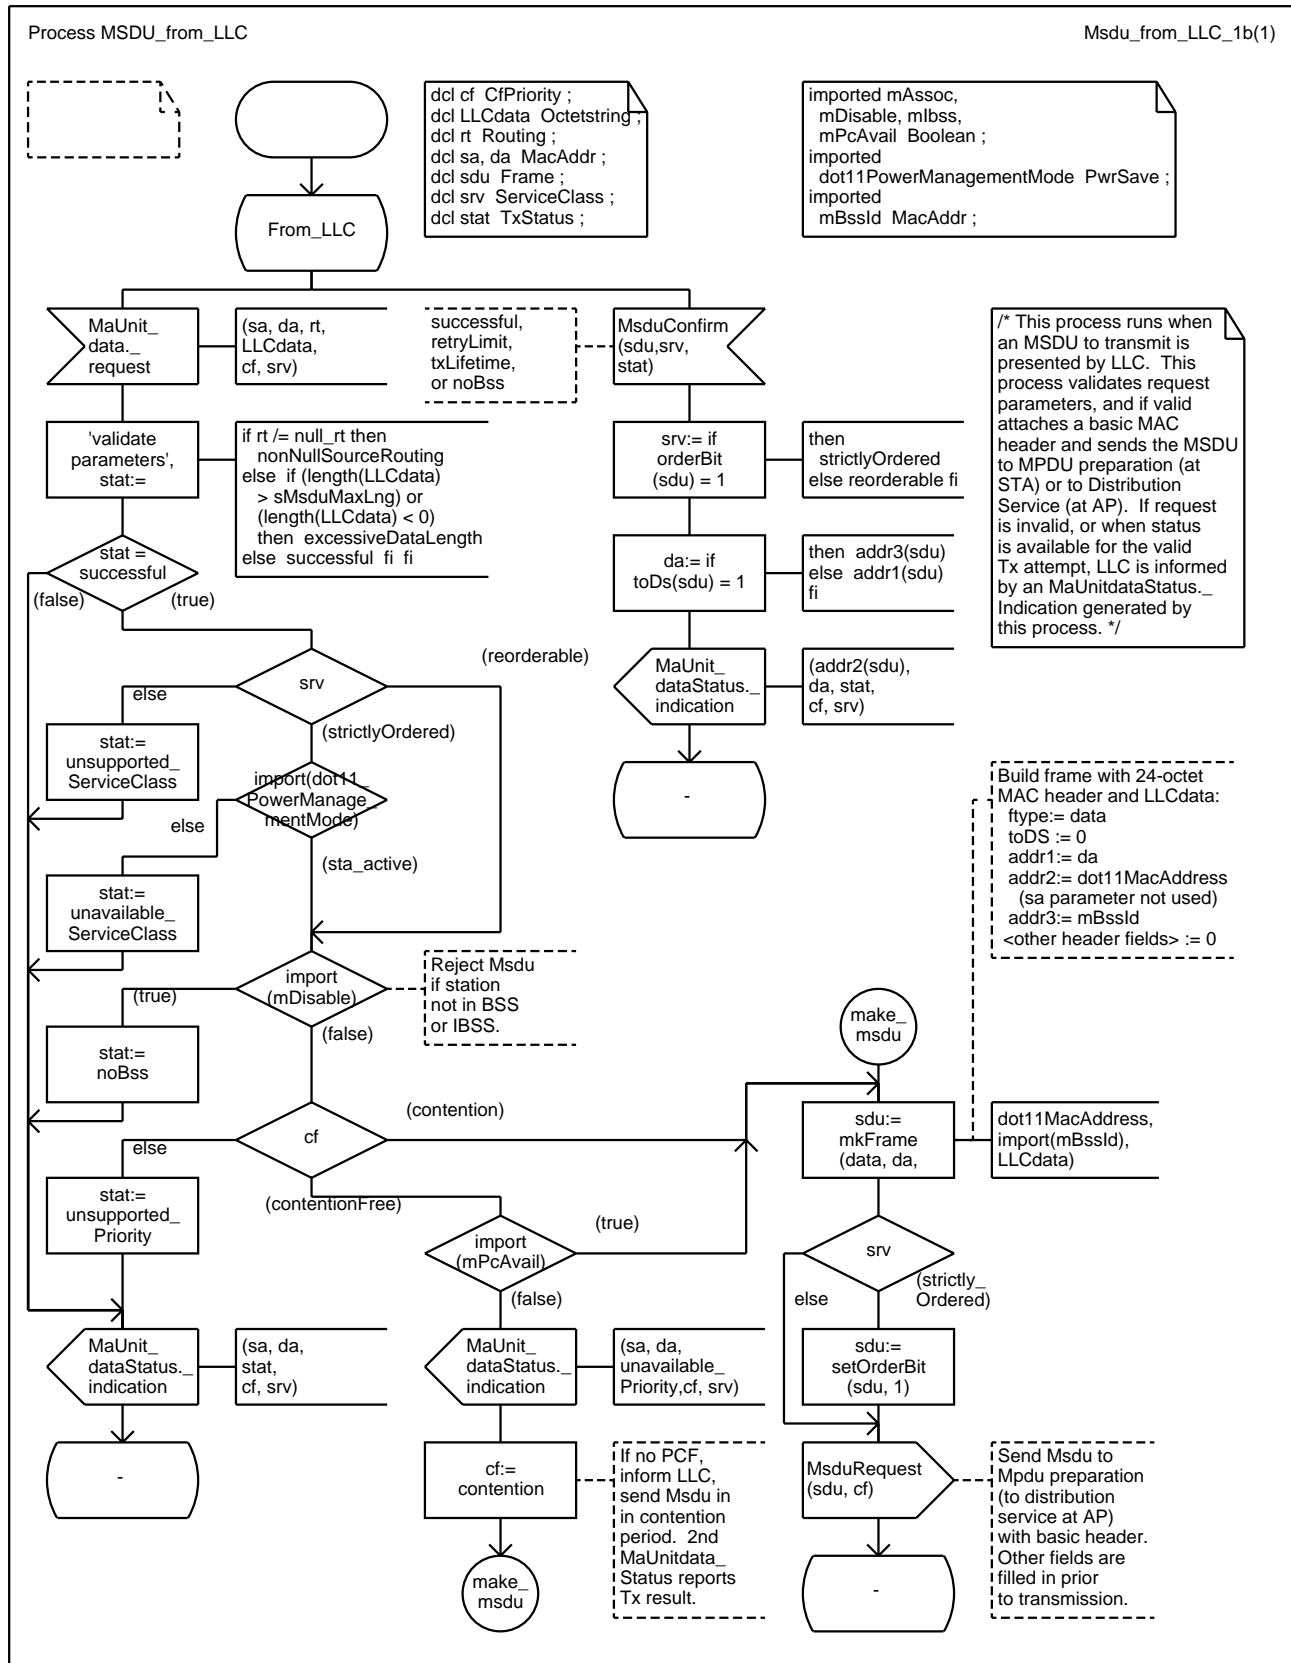 Process MSDU_from_LLC
Msdu_from_LLC_1b(1)
dcl cf  CfPriority ;
dcl LLCdata  Octetstring ;
dcl rt  Routing ;
dcl sa, da  MacAddr ;
dcl sdu  Frame ;
dcl srv  ServiceClass ;
dcl stat  TxStatus ;
imported mAssoc,
mDisable, mIbss,
mPcAvail  Boolean ;
imported
dot11PowerManagementMode  PwrSave ;
imported
mBssId  MacAddr ;
From_LLC
MaUnit_
data._
request
(sa, da, rt,
LLCdata,
cf, srv)
successful,
retryLimit,
txLifetime,
or noBss
MsduConfirm
(sdu,srv,
stat)
/* This process runs when
an MSDU to transmit is
presented by LLC.  This
process validates request
parameters, and if valid
attaches a basic MAC
header and sends the MSDU
to MPDU preparation (at
STA) or to Distribution
Service (at AP).  If request
is invalid, or when status
is available for the valid
Tx attempt, LLC is informed
by an MaUnitdataStatus._
Indication generated by
this process. */
'validate
parameters',
stat:=
if rt /= null_rt then
nonNullSourceRouting
else  if (length(LLCdata)
> sMsduMaxLng) or
(length(LLCdata) < 0)
then  excessiveDataLength
else  successful  fi  fi
srv:= if
orderBit
(sdu) = 1
then
strictlyOrdered
else reorderable fi
stat =
successful
(false)
(true)
da:= if
toDs(sdu) = 1
then  addr3(sdu)
else  addr1(sdu)
fi
srv
(reorderable)
else
(strictlyOrdered)
MaUnit_
dataStatus._
indication
(addr2(sdu),
da, stat,
cf, srv)
stat:=
unsupported_
ServiceClass
import(dot11_
PowerManage_
mentMode)
else
(sta_active)
-
Build frame with 24-octet
MAC header and LLCdata:
ftype:= data
toDS := 0
addr1:= da
addr2:= dot11MacAddress
(sa parameter not used)
addr3:= mBssId
<other header fields> := 0
stat:=
unavailable_
ServiceClass
import
(mDisable)
(true)
(false)
Reject Msdu
if station
not in BSS
or IBSS.
stat:=
noBss
make_
msdu
cf
(contention)
else
(contentionFree)
sdu:=
mkFrame
(data, da,
dot11MacAddress,
import(mBssId),
LLCdata)
stat:=
unsupported_
Priority
import
(mPcAvail)
(true)
(false)
srv
else
(strictly_
Ordered)
MaUnit_
dataStatus._
indication
(sa, da,
stat,
cf, srv)
MaUnit_
dataStatus._
indication
(sa, da,
unavailable_
Priority,cf, srv)
sdu:=
setOrderBit
(sdu, 1)
-
cf:=
contention
If no PCF,
inform LLC,
send Msdu in
in contention
period.  2nd
MaUnitdata_
Status reports
Tx result.
MsduRequest
(sdu, cf)
Send Msdu to
Mpdu preparation
(to distribution
service at AP)
with basic header.
Other fields are
filled in prior
to transmission.
make_
msdu
-